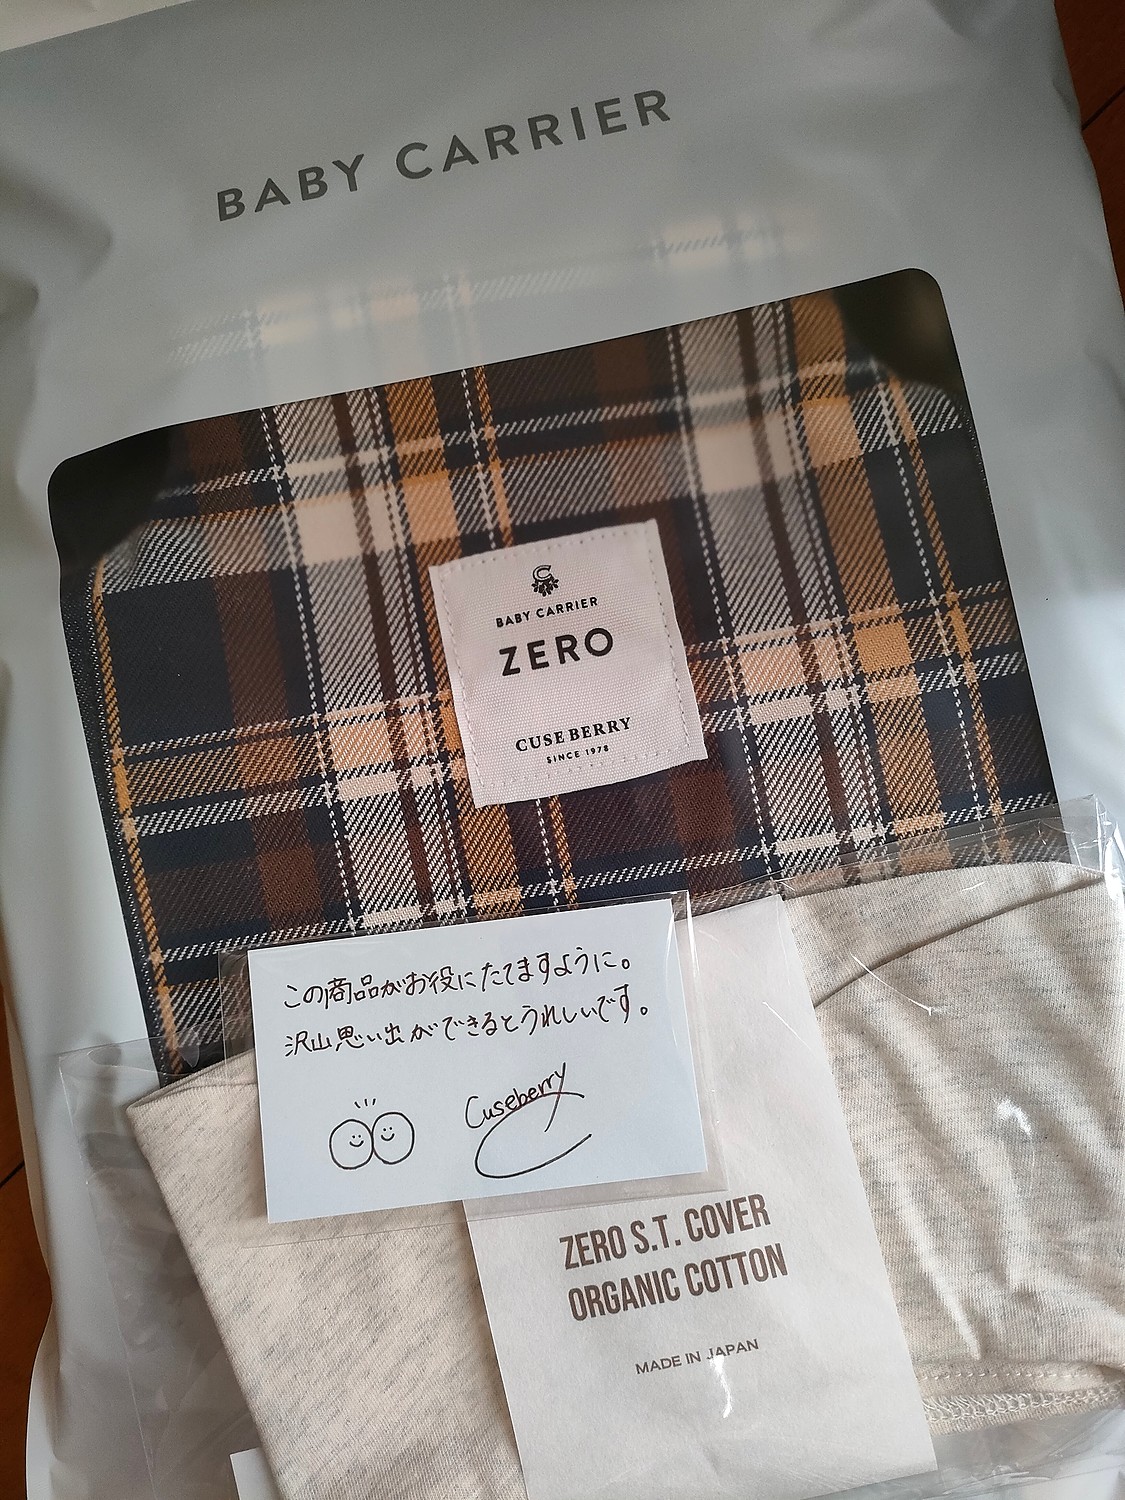 BABY CARRIER
C
BABY CARRIER
ZERO
CUSE BERRY
SINCE 1978
この商品がお役にたてますように。
沢山思い出ができるとうれしいです。
Cuseberry
ZERO S.T. COVER
ORGANIC COTTON
MADE IN JAPAN